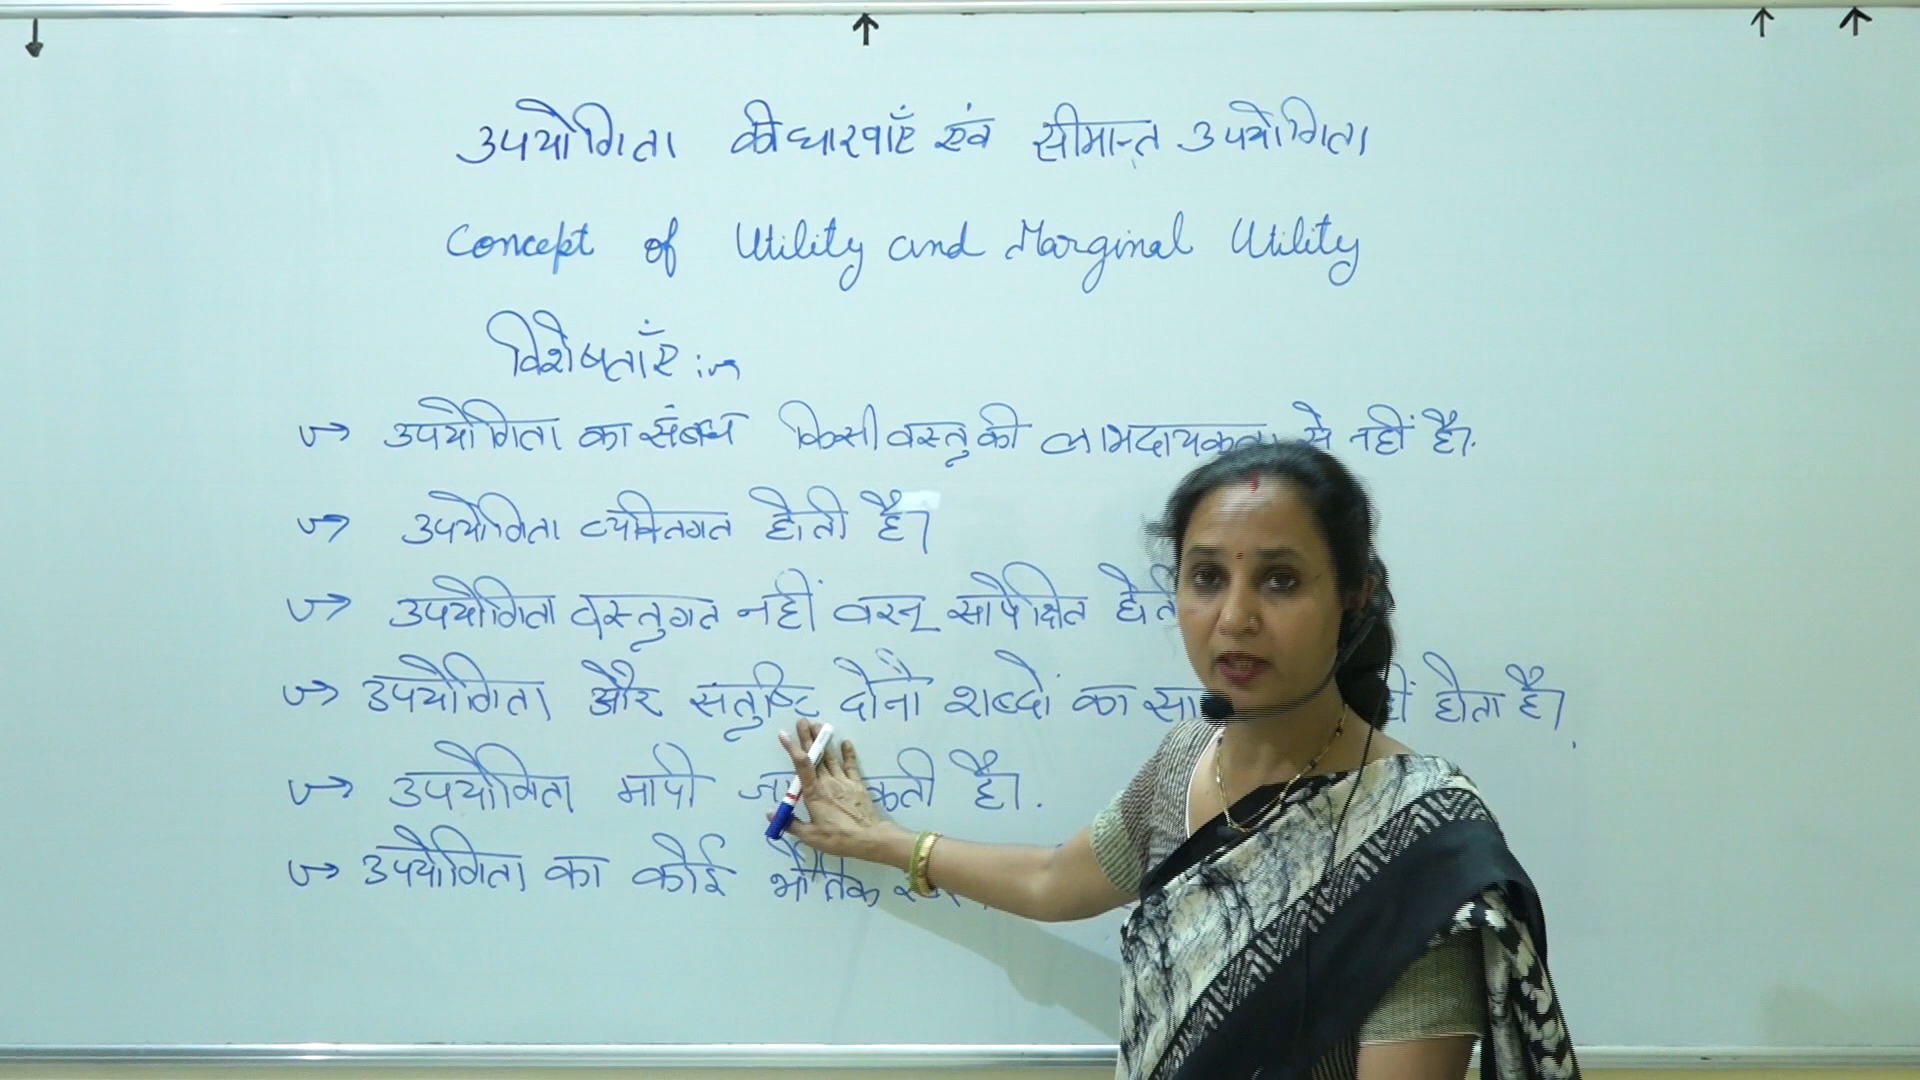 उपयोगिता की धारणाएँ एवं सीमान्त उपयोगिता
Concept of Utility and Marginal Utility
विशेषताएँ :→
→ उपयोगिता का संबंध किसी वस्तु की लाभदायकता से नहीं है।
→ उपयोगिता व्यक्तिगत होती है।
→ उपयोगिता वस्तुगत नहीं वरन् सापेक्षित
→ उपयोगिता और संतुष्टि दोनों शब्दों का होता है।
→ उपयोगिता मापी है।
→ उपयोगिता का कोई भौतिक